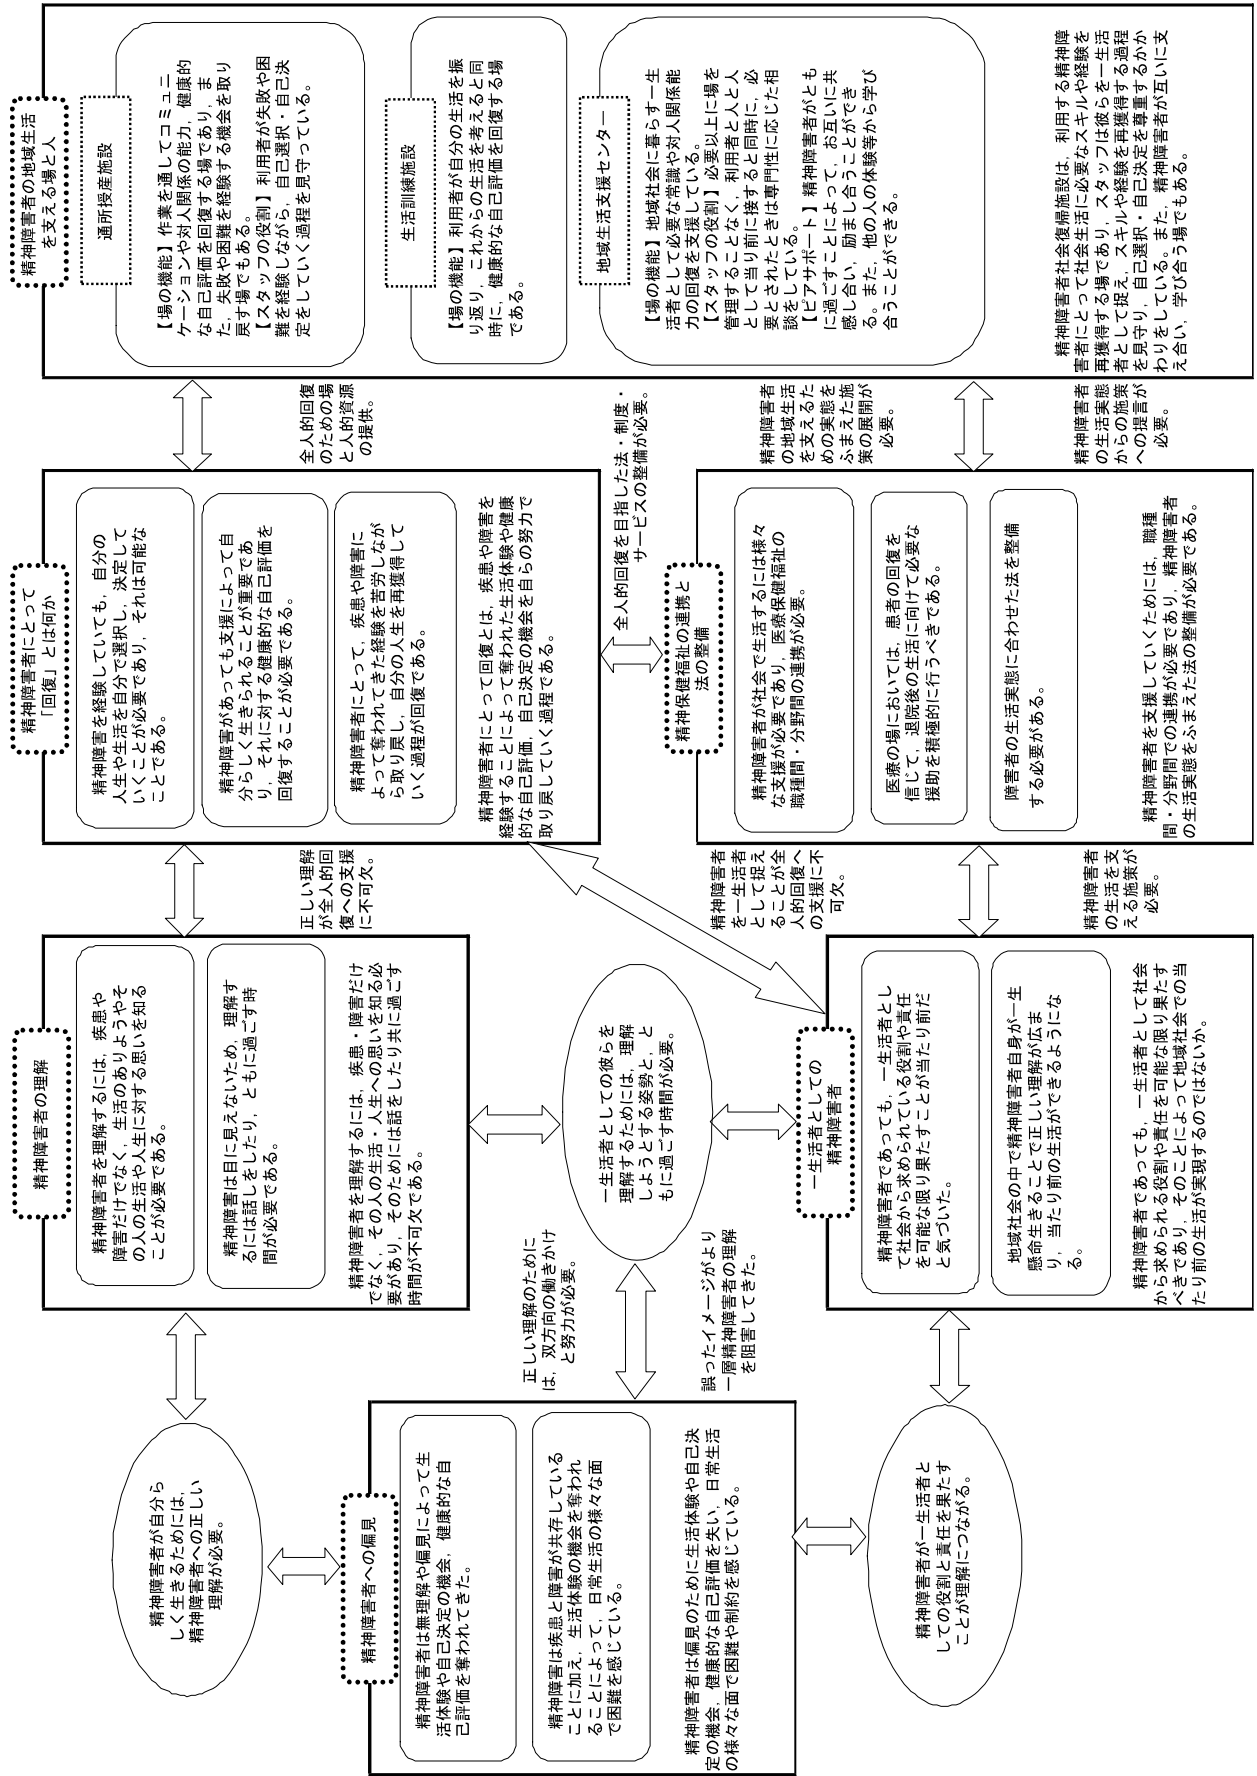 精神障害者が自分ら
しく生きるためには，
精神障害者への正しい
理解が必要。
精神障害者への偏見
精神障害者は無理解や偏見によって生
活体験や自己決定の機会，健康的な自
己評価を奪われてきた。
精神障害は疾患と障害が共存している
ことに加え，生活体験の機会を奪われ
ることによって，日常生活の様々な面
で困難を感じている。
精神障害者は偏見のために生活体験や自己決
定の機会，健康的な自己評価を失い，日常生活
の様々な面で困難や制約を感じている。
精神障害者が一生活者と
しての役割と責任を果たす
ことが理解につながる。
精神障害者の理解
精神障害者を理解するには，疾患や
障害だけでなく，生活のありようやそ
の人の生活や人生に対する思いを知る
ことが必要である。
精神障害は目に見えないため，理解す
るには話しをしたり，ともに過ごす時
間が必要である。
精神障害者を理解するには，疾患・障害だけ
でなく，その人の生活・人生への思いを知る必
要があり，そのためには話をしたり共に過ごす
時間が不可欠である。
正しい理解のために
は，双方向の働きかけ
と努力が必要。
一生活者としての彼らを
理解するためには，理解
しようとする姿勢と，と
もに過ごす時間が必要。
誤ったイメージがより
一層精神障害者の理解
を阻害してきた。
一生活者としての
精神障害者
精神障害者であっても，一生活者とし
て社会から求められている役割や責任
を可能な限り果たすことが当たり前だ
と気づいた。
地域社会の中で精神障害者自身が一生
懸命生きることで正しい理解が広ま
り，当たり前の生活ができるようにな
る。
精神障害者であっても，一生活者として社会
から求められる役割や責任を可能な限り果たす
べきであり，そのことによって地域社会での当
たり前の生活が実現するのではないか。
正しい理解
が全人的回
復への支援
に不可欠。
精神障害者
を一生活者
として捉え
ることが全
人的回復へ
の支援に不
可欠。
精神障害者
の生活を支
える施策が
必要。
精神障害者にとって
「回復」とは何か
精神障害を経験していても，自分の
人生や生活を自分で選択し，決定して
いくことが必要であり，それは可能な
ことである。
精神障害があっても支援によって自
分らしく生きられることが重要であ
り，それに対する健康的な自己評価を
回復することが必要である。
精神障害者にとって，疾患や障害に
よって奪われてきた経験を苦労しなが
ら取り戻し，自分の人生を再獲得して
いく過程が回復である。
精神障害者にとって回復とは，疾患や障害を
経験することによって奪われた生活体験や健康
的な自己評価，自己決定の機会を自らの努力で
取り戻していく過程である。
全人的回復を目指した法・制度・
サービスの整備が必要。
精神保健福祉の連携と
法の整備
精神障害者が社会で生活するには様々
な支援が必要であり，医療保健福祉の
職種間・分野間の連携が必要。
医療の場においては，患者の回復を
信じて，退院後の生活に向けて必要な
援助を積極的に行うべきである。
障害者の生活実態に合わせた法を整備
する必要がある。
精神障害者を支援していくためには，職種
間・分野間での連携が必要であり，精神障害者
の生活実態をふまえた法の整備が必要である。
全人的回復
のための場
と人的資源
の提供。
精神障害者
の地域生活
を支えるた
めの実態を
ふまえた施
策の展開が
必要。
精神障害者
の生活実態
からの施策
への提言が
必要。
精神障害者の地域生活
を支える場と人
通所授産施設
【場の機能】作業を通してコミュニ
ケーションや対人関係の能力，健康的
な自己評価を回復する場であり，ま
た，失敗や困難を経験する機会を取り
戻す場でもある。
【スタッフの役割】利用者が失敗や困
難を経験しながら，自己選択・自己決
定をしていく過程を見守っている。
生活訓練施設
【場の機能】利用者が自分の生活を振
り返り，これからの生活を考えると同
時に，健康的な自己評価を回復する場
である。
地域生活支援センター
【場の機能】地域社会に暮らす一生
活者として必要な常識や対人関係能
力の回復を支援している。
【スタッフの役割】必要以上に場を
管理することなく，利用者と人と人
として当り前に接すると同時に，必
要とされたときは専門性に応じた相
談をしている。
【ピアサポート】精神障害者がとも
に過ごすことによって，お互いに共
感し合い，励まし合うことができ
る。また，他の人の体験等から学び
合うことができる。
精神障害者社会復帰施設は，利用する精神障
害者にとって社会生活に必要なスキルや経験を
再獲得する場であり，スタッフは彼らを一生活
者として捉え，スキルや経験を再獲得する過程
を見守り，自己選択・自己決定を尊重するかか
わりをしている。また，精神障害者が互いに支
え合い，学び合う場でもある。